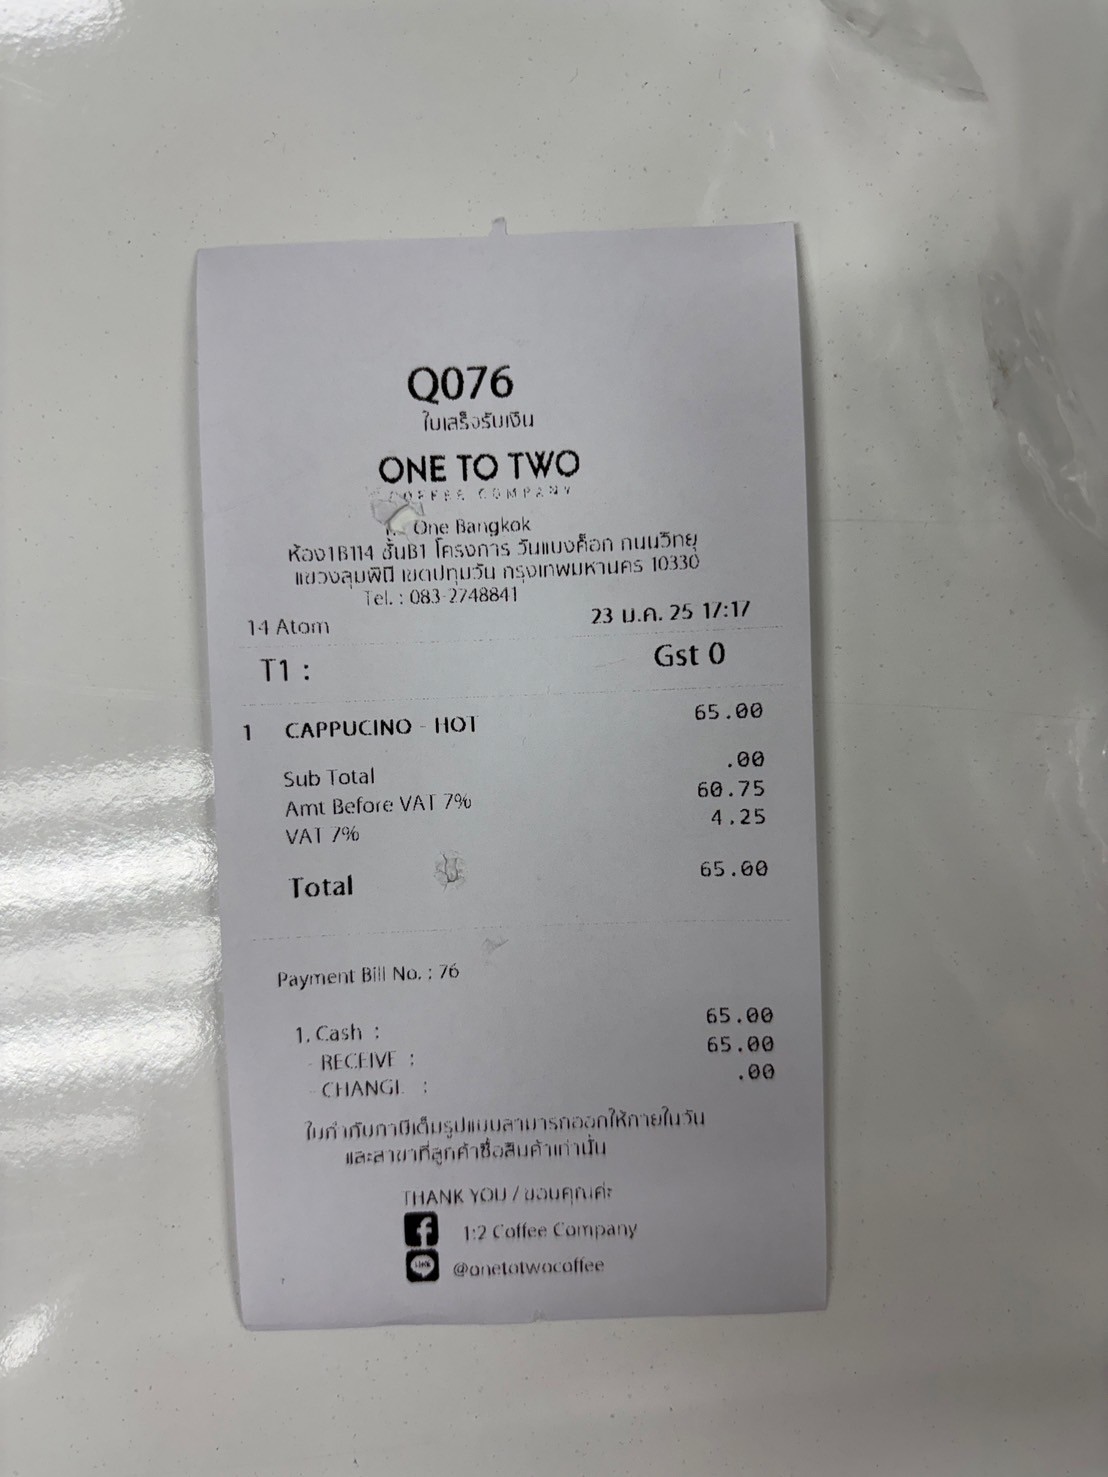 Q076
ใบเสร็จรับเงิน
ONE TO TWO
COFFEE COMPANY
One Bangkok
ห้อง1B114 ชั้นB1 โครงการ วันแบงค็อก ถนนวิทยุ
แขวงลุมพินี เขตปทุมวัน กรุงเทพมหานคร 10330
Tel. : 083-2748841
14 Atom 23 ม.ค. 25 17:17
T1 : Gst 0
1 CAPPUCINO - HOT 65.00
Sub Total .00
Amt Before VAT 7% 60.75
VAT 7% 4.25
Total 65.00
Payment Bill No. : 76
1. Cash : 65.00
- RECEIVE : 65.00
- CHANGE : .00
ใบกำกับภาษีเต็มรูปแบบสามารถออกให้ภายในวัน
และสาขาที่ลูกค้าซื้อสินค้าเท่านั้น
THANK YOU / ขอบคุณค่ะ
f 1:2 Coffee Company
LINE @onetotwocoffee